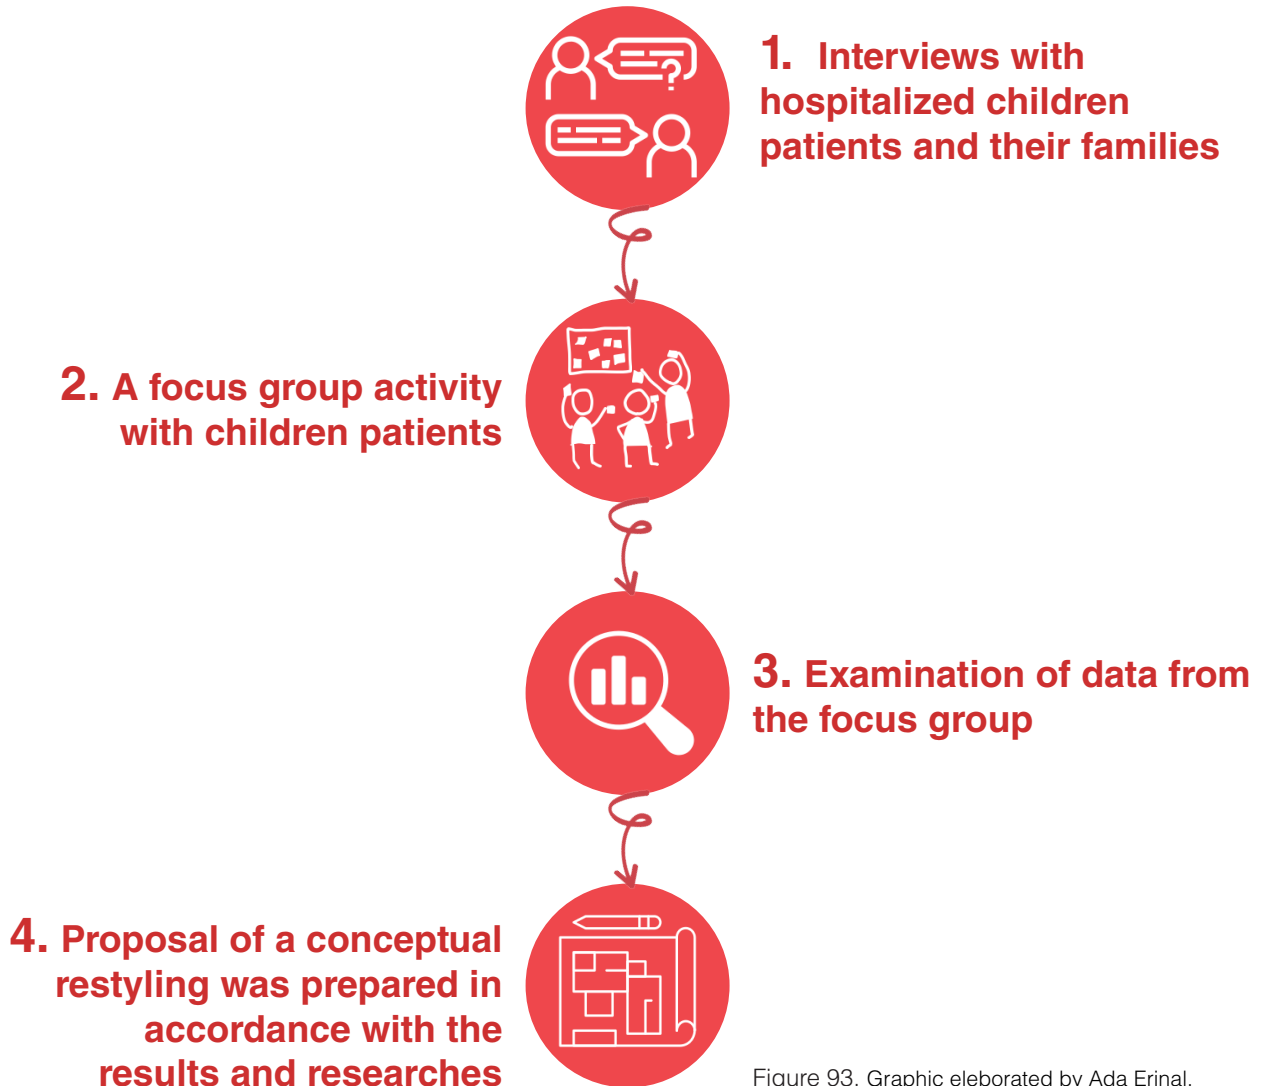 1. Interviews with
hospitalized children
patients and their families
2. A focus group activity
with children patients
3. Examination of data from
the focus group
4. Proposal of a conceptual
restyling was prepared in
accordance with the
results and researches
Figure 93. Graphic eleborated by Ada Erinal.